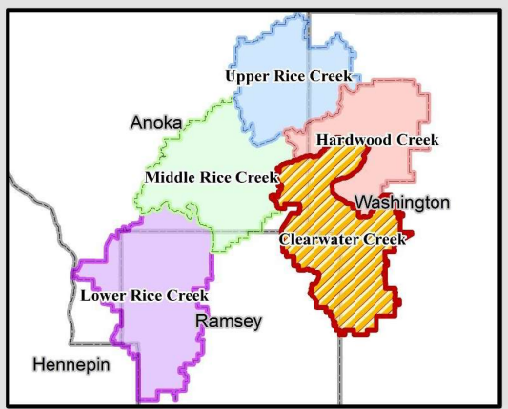 Upper Rice Creek
Anoka
Hardwood Creek
Middle Rice Creek
Washington
Clearwater Creek
Lower Rice Creek
Ramsey
Hennepin